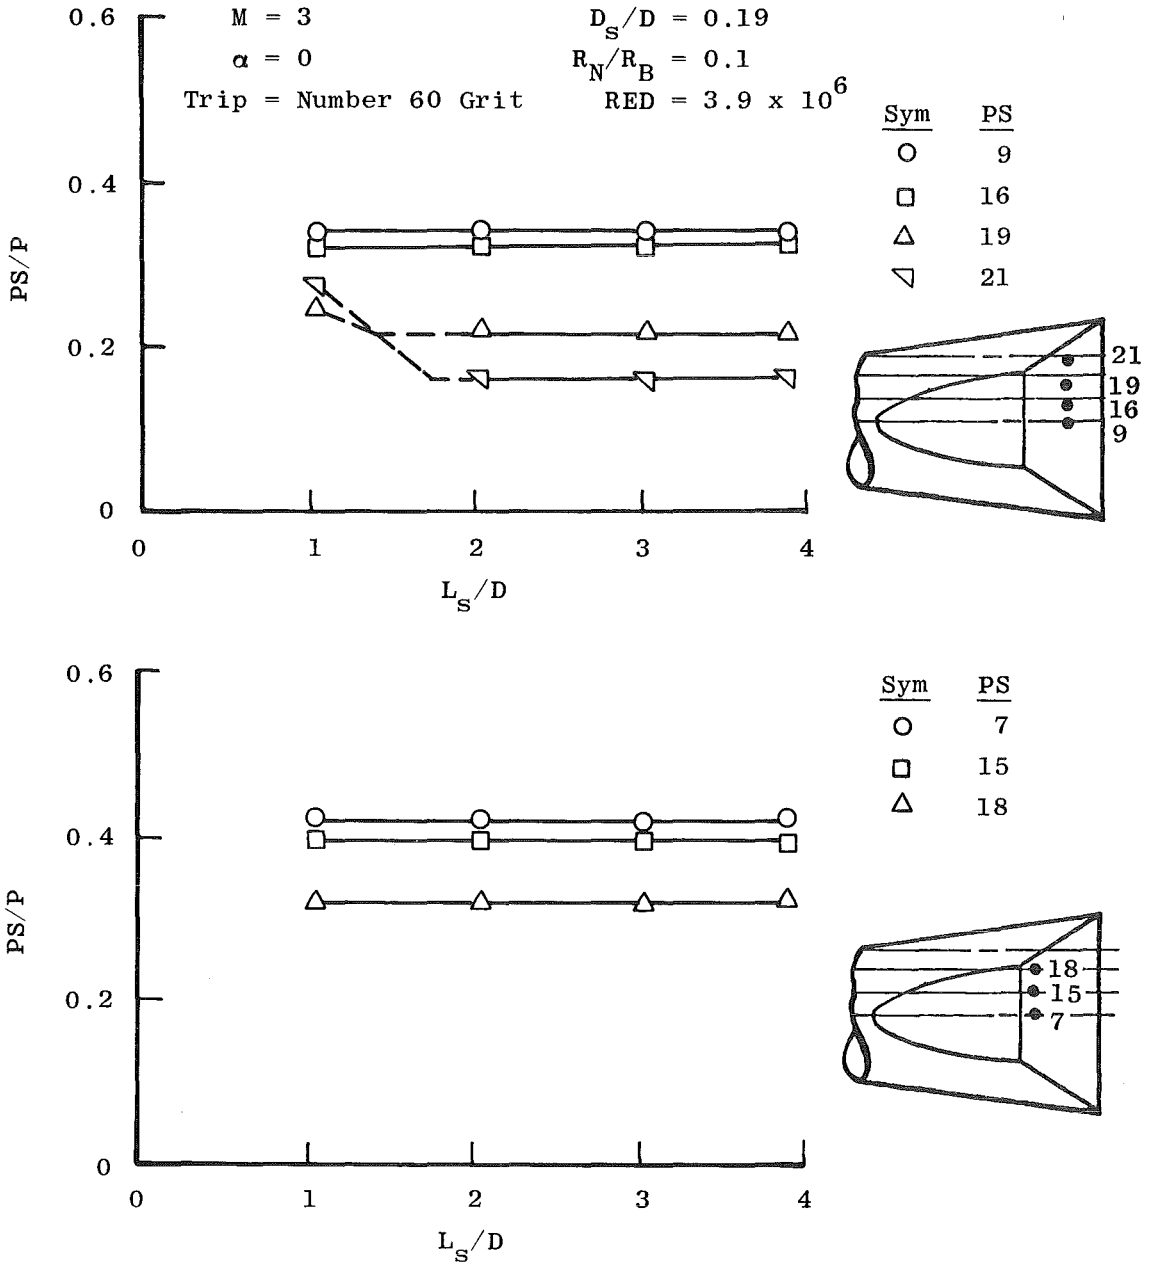 M = 3
D_s/D = 0.19
α = 0
R_N/R_B = 0.1
Trip = Number 60 Grit
RED = 3.9 x 10^6
Sym PS
9
16
19
21
0.6
0.4
0.2
0
PS/P
0 1 2 3 4
L_s/D
21
19
16
9
Sym PS
7
15
18
0.6
0.4
0.2
0
PS/P
0 1 2 3 4
L_s/D
18
15
7